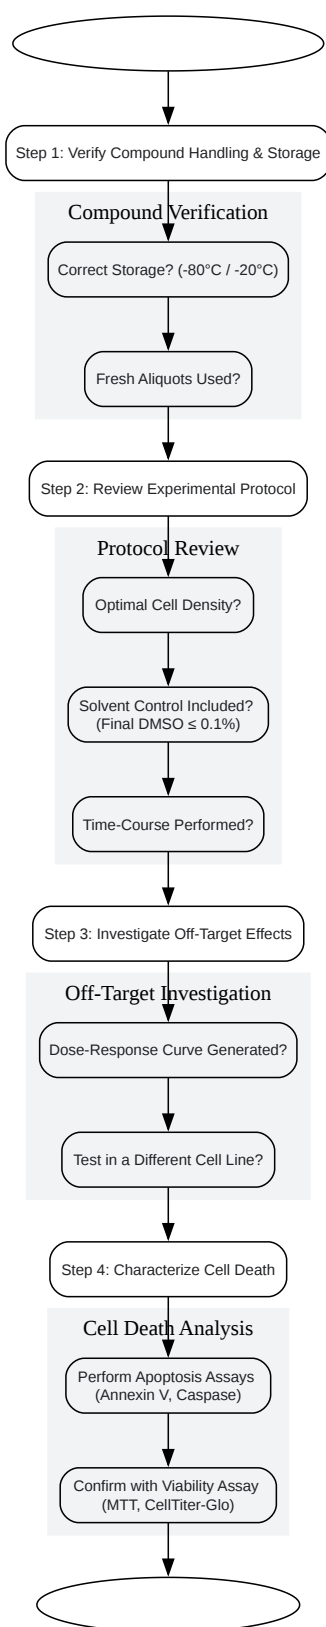 Step 1: Verify Compound Handling & Storage
Compound Verification
Correct Storage? (-80°C / -20°C)
Fresh Aliquots Used?
Step 2: Review Experimental Protocol
Protocol Review
Optimal Cell Density?
Solvent Control Included?
(Final DMSO ≤ 0.1%)
Time-Course Performed?
Step 3: Investigate Off-Target Effects
Off-Target Investigation
Dose-Response Curve Generated?
Test in a Different Cell Line?
Step 4: Characterize Cell Death
Cell Death Analysis
Perform Apoptosis Assays
(Annexin V, Caspase)
Confirm with Viability Assay
(MTT, CellTiter-Glo)